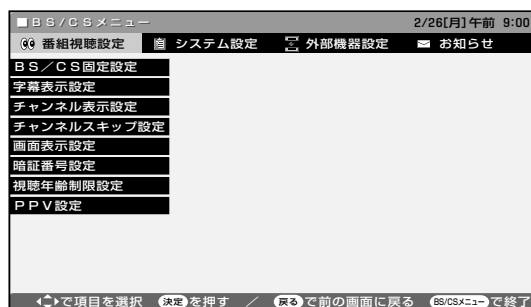 ■BS/CSメニュー 2/26[月]午前 9:00
番組視聴設定 システム設定 外部機器設定 お知らせ
BS/CS固定設定
字幕表示設定
チャンネル表示設定
チャンネルスキップ設定
画面表示設定
暗証番号設定
視聴年齢制限設定
PPV設定
で項目を選択 決定を押す / 戻るで前の画面に戻る BS/CSメニューで終了